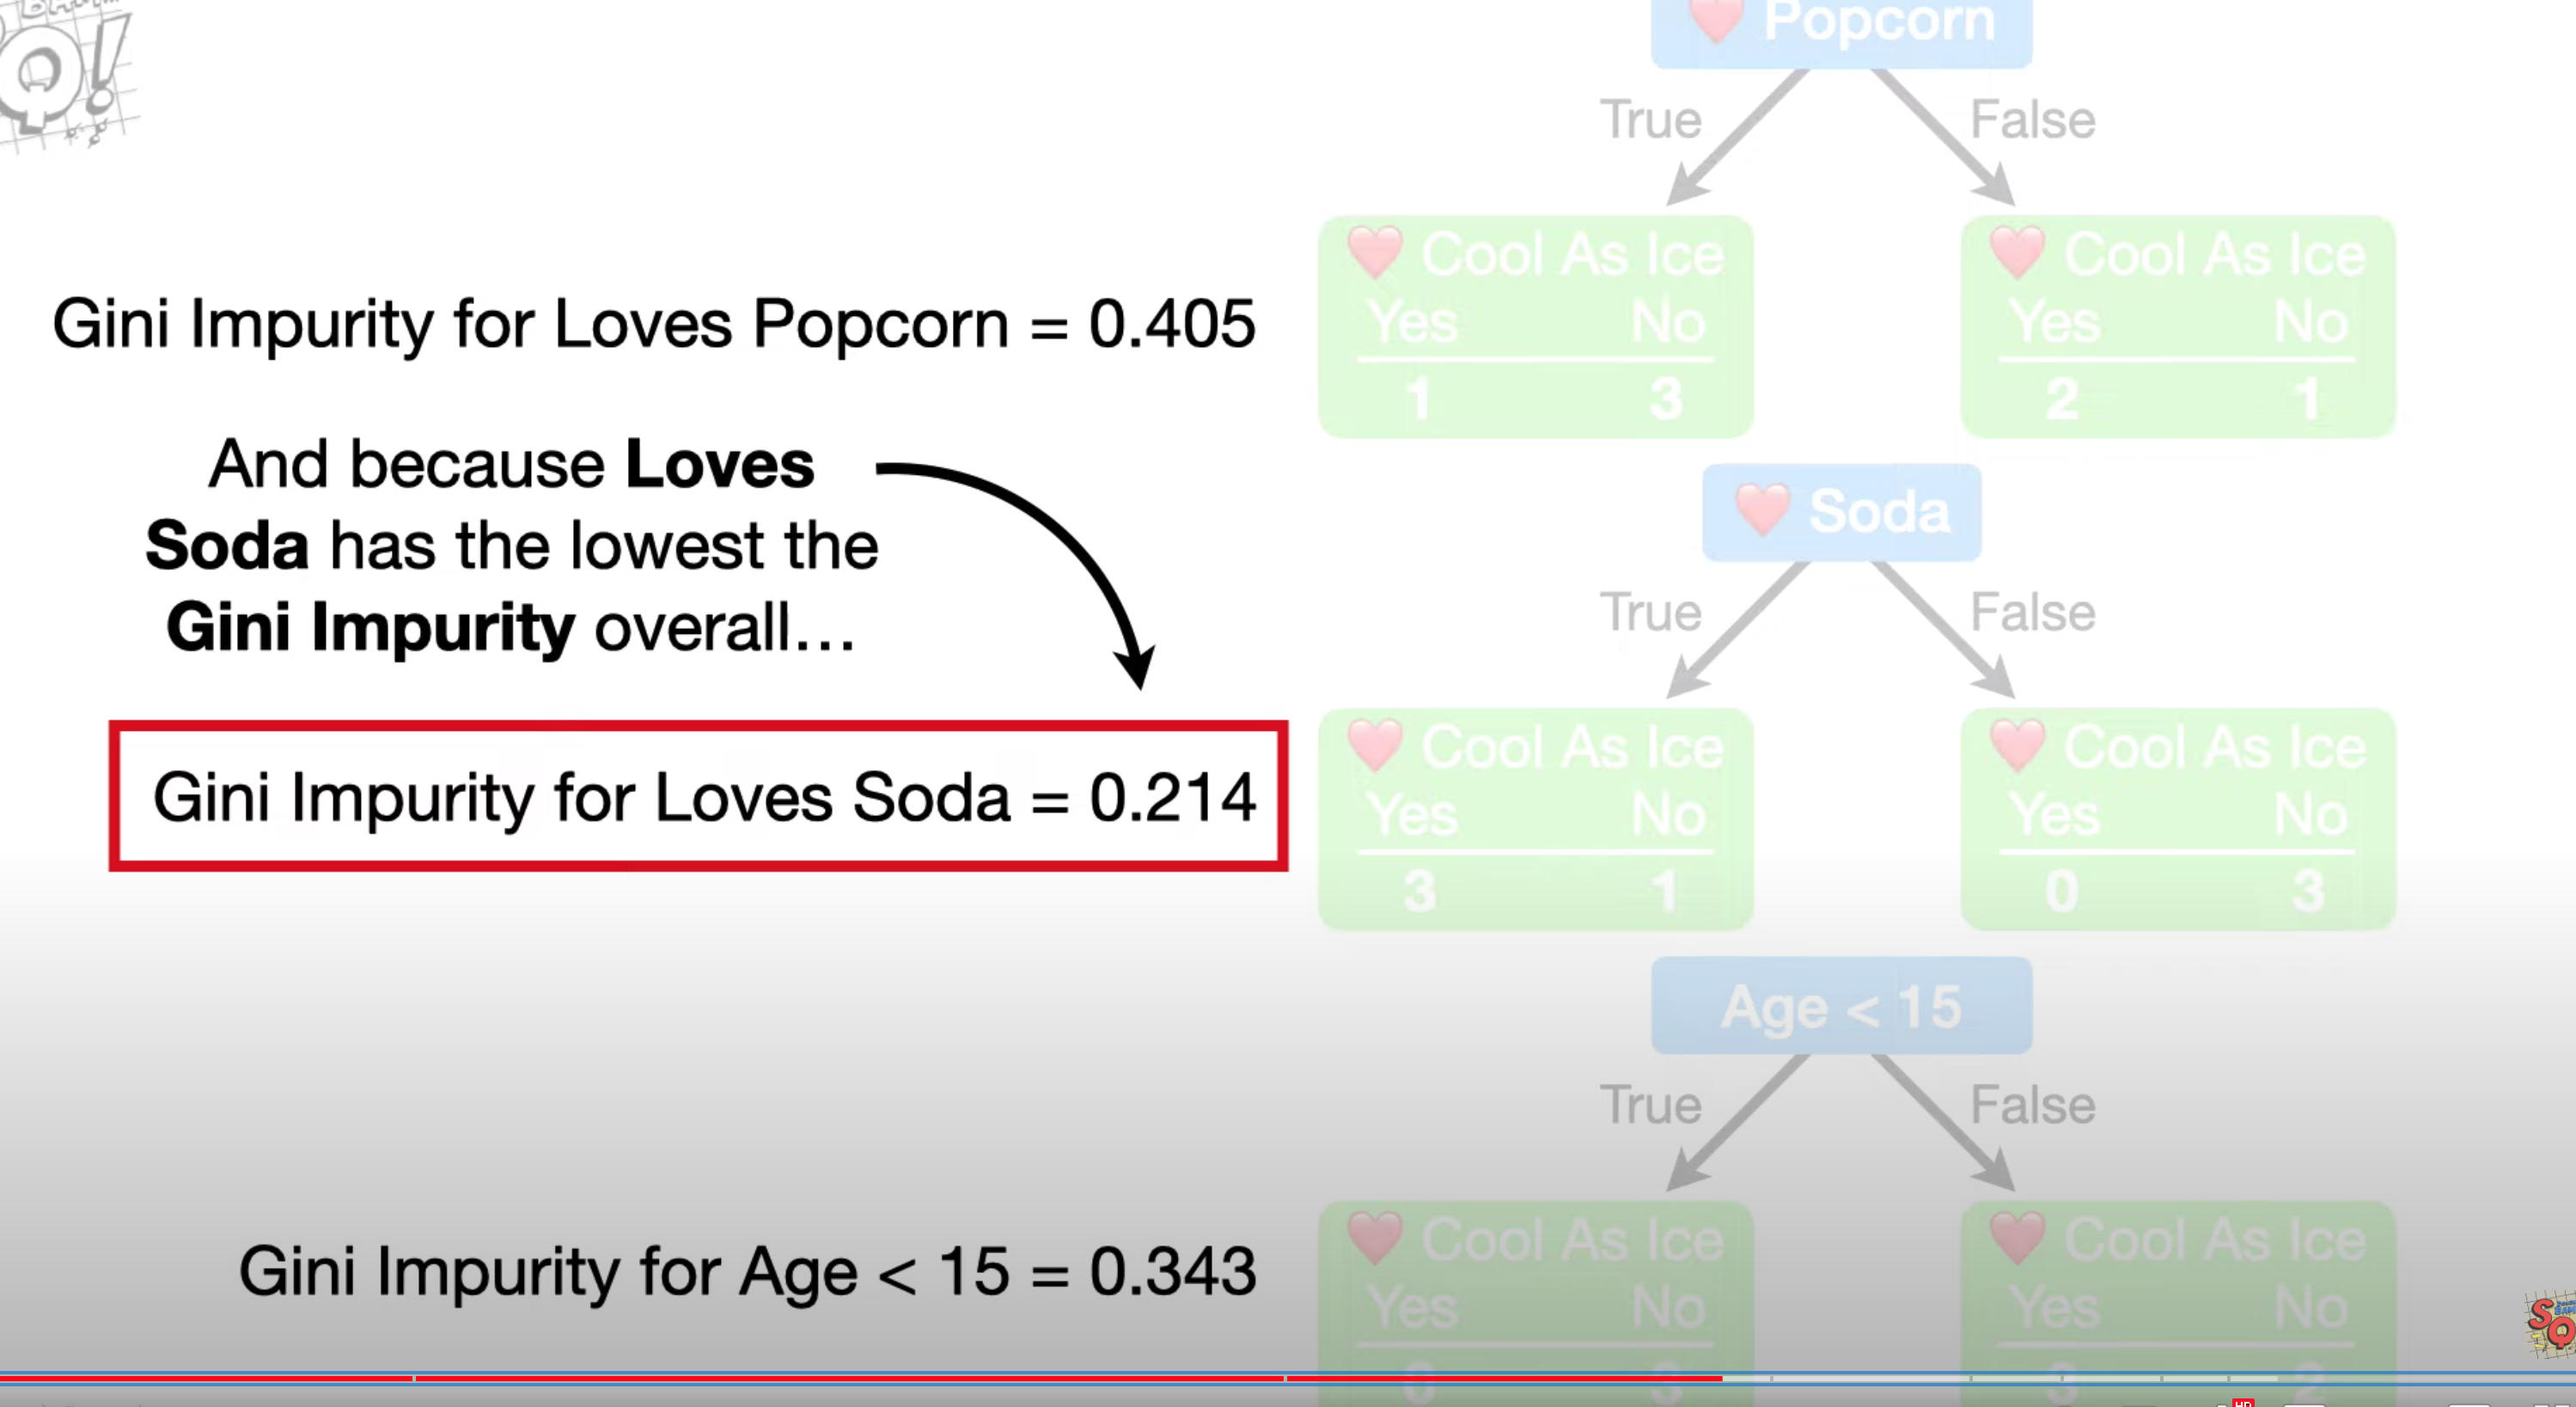 BAM
Q!
❤️ Popcorn
True
False
Gini Impurity for Loves Popcorn = 0.405
❤️ Cool As Ice
Yes No
1 3
❤️ Cool As Ice
Yes No
2 1
And because Loves
Soda has the lowest the
Gini Impurity overall…
❤️ Soda
True
False
Gini Impurity for Loves Soda = 0.214
❤️ Cool As Ice
Yes No
3 1
❤️ Cool As Ice
Yes No
0 3
Age < 15
True
False
Gini Impurity for Age < 15 = 0.343
❤️ Cool As Ice
Yes No
❤️ Cool As Ice
Yes No
SQ
HD